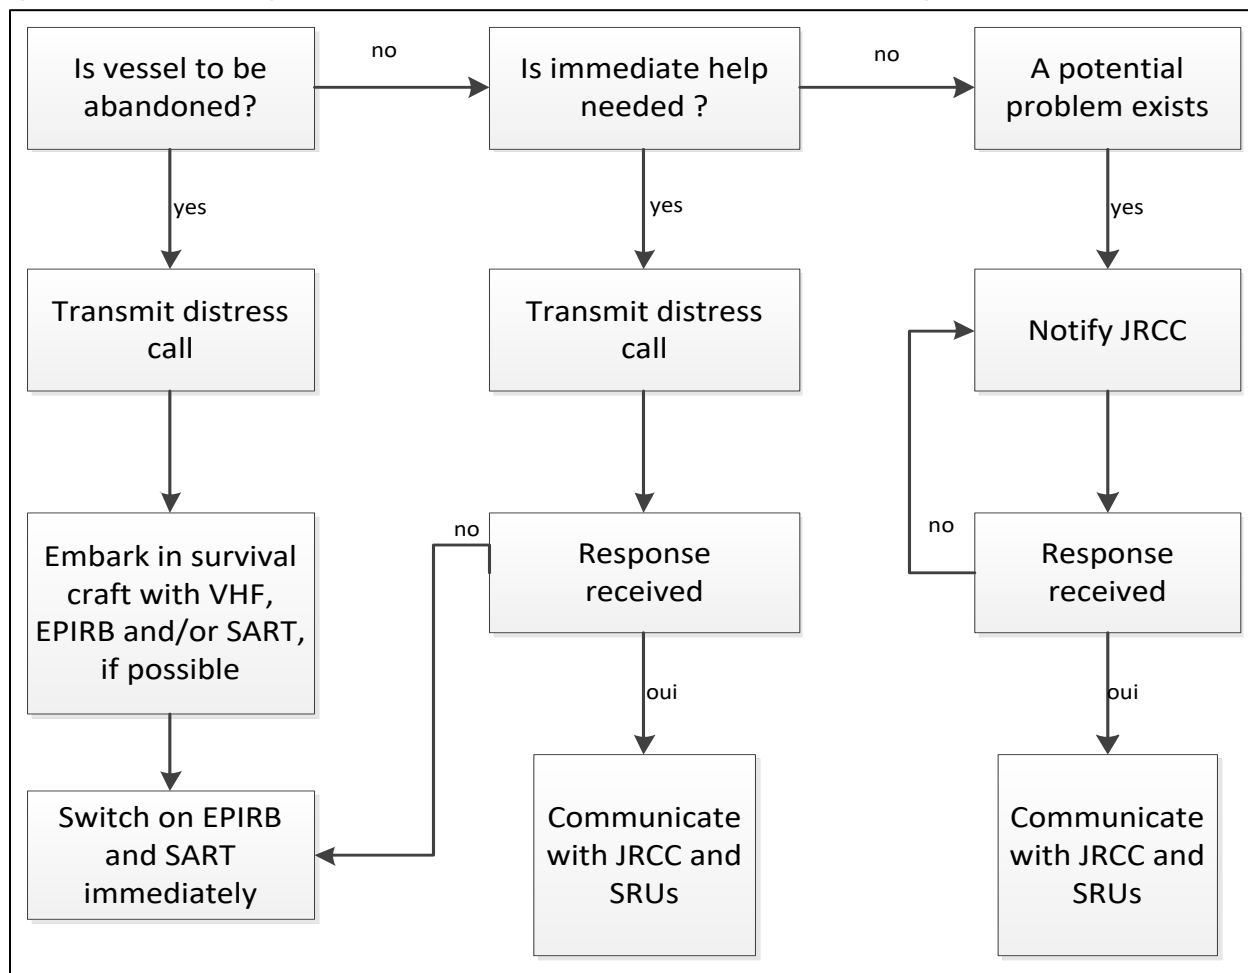 Is vessel to be
abandoned?
no
Is immediate help
needed ?
no
A potential
problem exists
yes
yes
yes
Transmit distress
call
Transmit distress
call
Notify JRCC
Embark in survival
craft with VHF,
EPIRB and/or SART,
if possible
no
Response
received
no
Response
received
oui
oui
Switch on EPIRB
and SART
immediately
Communicate
with JRCC and
SRUs
Communicate
with JRCC and
SRUs